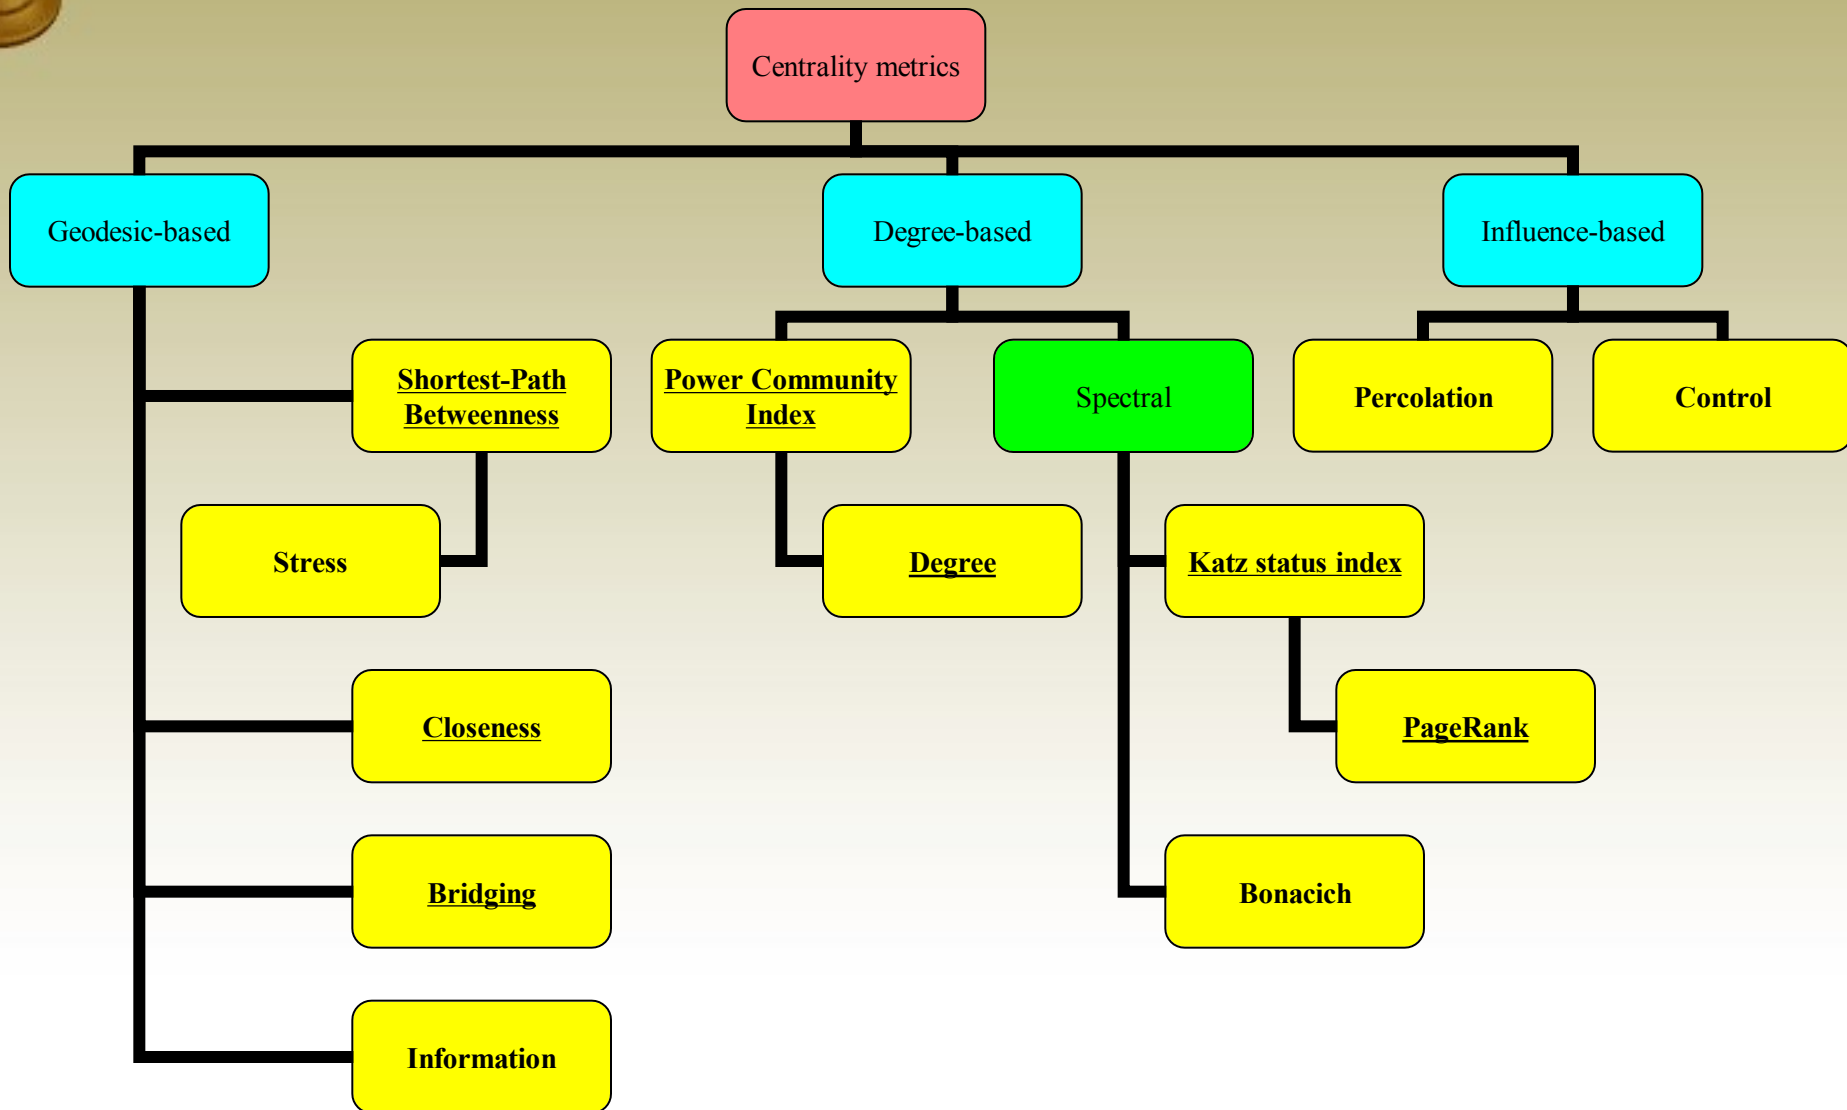 Centrality metrics
Geodesic-based
Degree-based
Influence-based
Shortest-Path
Betweenness
Power Community
Index
Spectral
Percolation
Control
Stress
Degree
Katz status index
Closeness
PageRank
Bridging
Bonacich
Information